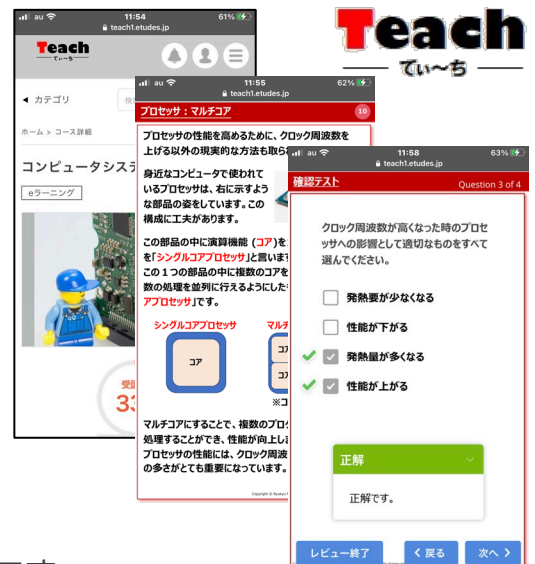 Teach
てぃ〜ち
au 11:54 61%
teach1.etudes.jp
Teach
てぃ〜ち
カテゴリ
ホーム > コース詳細
コンピュータシステ
eラーニング
33
au 11:55 62%
teach1.etudes.jp
プロセッサ：マルチコア 10
プロセッサの性能を高めるために、クロック周波数を
上げる以外の現実的な方法も取ら
身近なコンピュータで使われて
いるプロセッサは、右に示すよう
な部品の姿をしています。この
構成に工夫があります。
この部品の中に演算機能 (コア)を
を「シングルコアプロセッサ」と言います
この１つの部品の中に複数のコアを
数の処理を並列に行えるようにした
アプロセッサ」です。
シングルコアプロセッサ マルチ
コア
マルチコアにすることで、複数のプロ
処理することができ、性能が向上しま
プロセッサの性能には、クロック周波
の多さがとても重要になっています。
au 11:58 63%
teach1.etudes.jp
確認テスト Question 3 of 4
クロック周波数が高くなった時のプロセ
ッサへの影響として適切なものをすべて
選んでください。
発熱要が少なくなる
性能が下がる
発熱量が多くなる
性能が上がる
正解
正解です。
レビュー終了 戻る 次へ